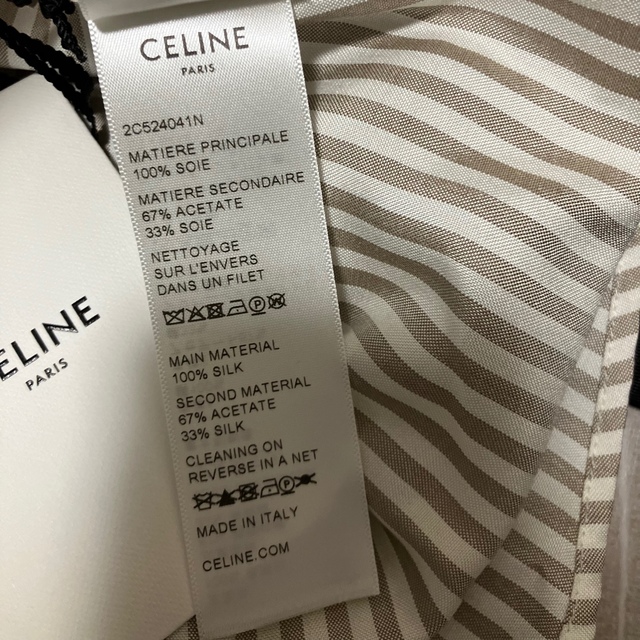 CELINE
PARIS
2C524041N
MATIERE PRINCIPALE
100% SOIE
MATIERE SECONDAIRE
67% ACETATE
33% SOIE
NETTOYAGE
SUR L'ENVERS
DANS UN FILET
MAIN MATERIAL
100% SILK
SECOND MATERIAL
67% ACETATE
33% SILK
CLEANING ON
REVERSE IN A NET
MADE IN ITALY
CELINE.COM
ELINE
PARIS